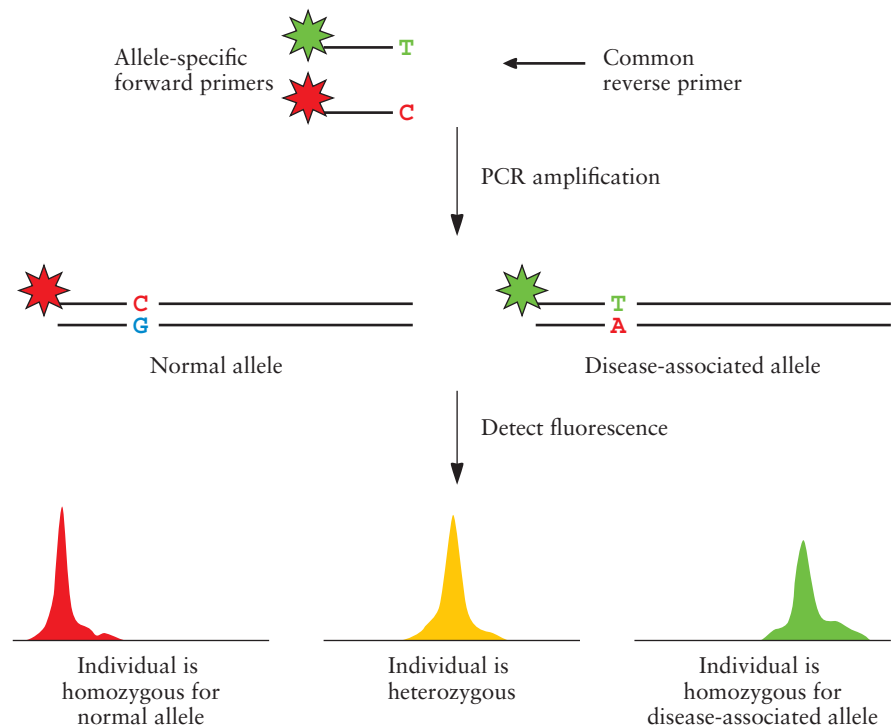 Allele-specific
forward primers
T
C
Common
reverse primer
PCR amplification
C
G
Normal allele
T
A
Disease-associated allele
Detect fluorescence
Individual is
homozygous for
normal allele
Individual is
heterozygous
Individual is
homozygous for
disease-associated allele